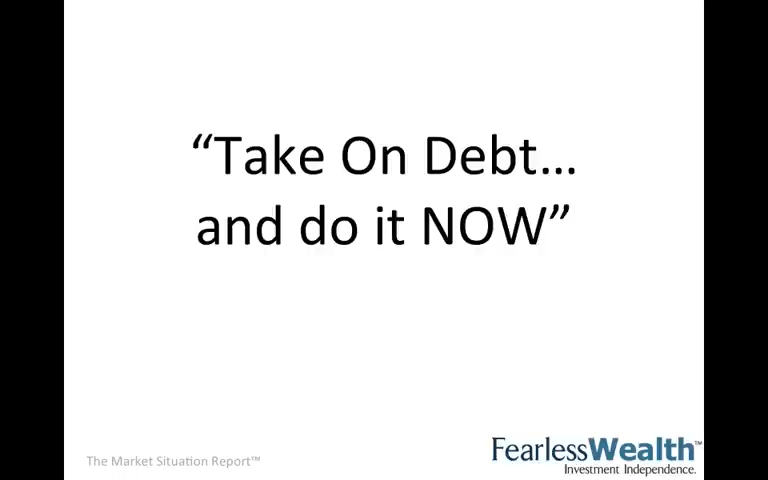 “Take On Debt…
and do it NOW”
The Market Situation Report™
FearlessWealth™
Investment Independence.